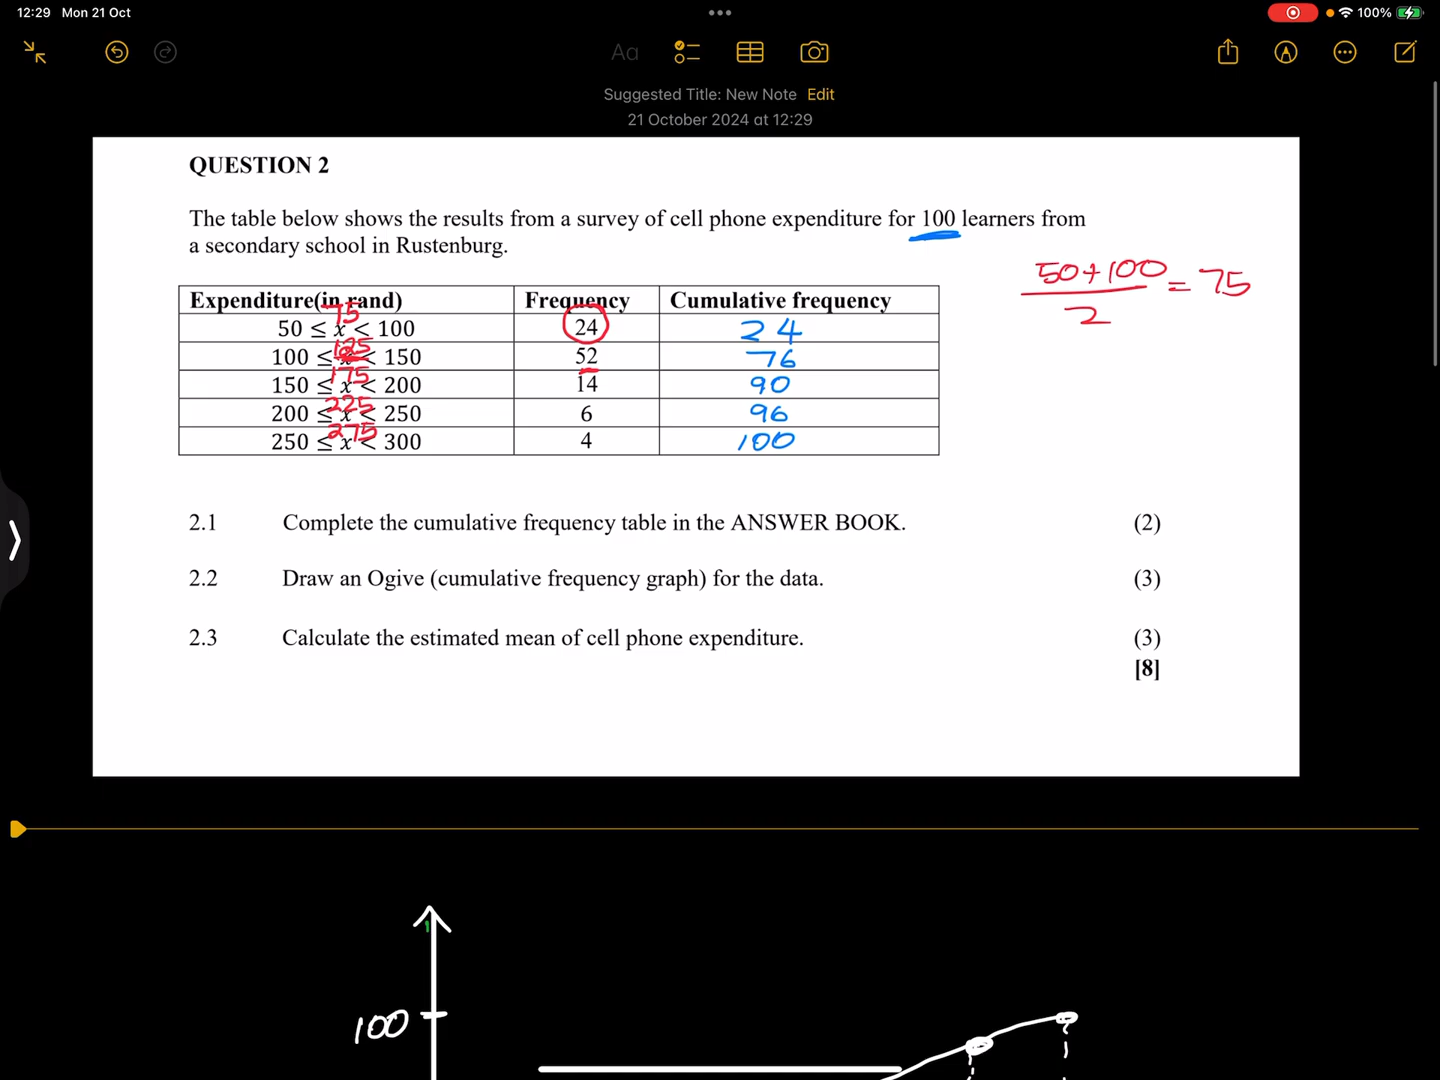 12:29 Mon 21 Oct 100%
Aa
Suggested Title: New Note Edit
21 October 2024 at 12:29
QUESTION 2
The table below shows the results from a survey of cell phone expenditure for 100 learners from
a secondary school in Rustenburg.
50+100 / 2 = 75
Expenditure(in rand) Frequency Cumulative frequency
75
50 ≤ x < 100 24 24
125
100 ≤ x < 150 52 76
175
150 ≤ x < 200 14 90
225
200 ≤ x < 250 6 96
275
250 ≤ x < 300 4 100
2.1 Complete the cumulative frequency table in the ANSWER BOOK. (2)
2.2 Draw an Ogive (cumulative frequency graph) for the data. (3)
2.3 Calculate the estimated mean of cell phone expenditure. (3)
[8]
100